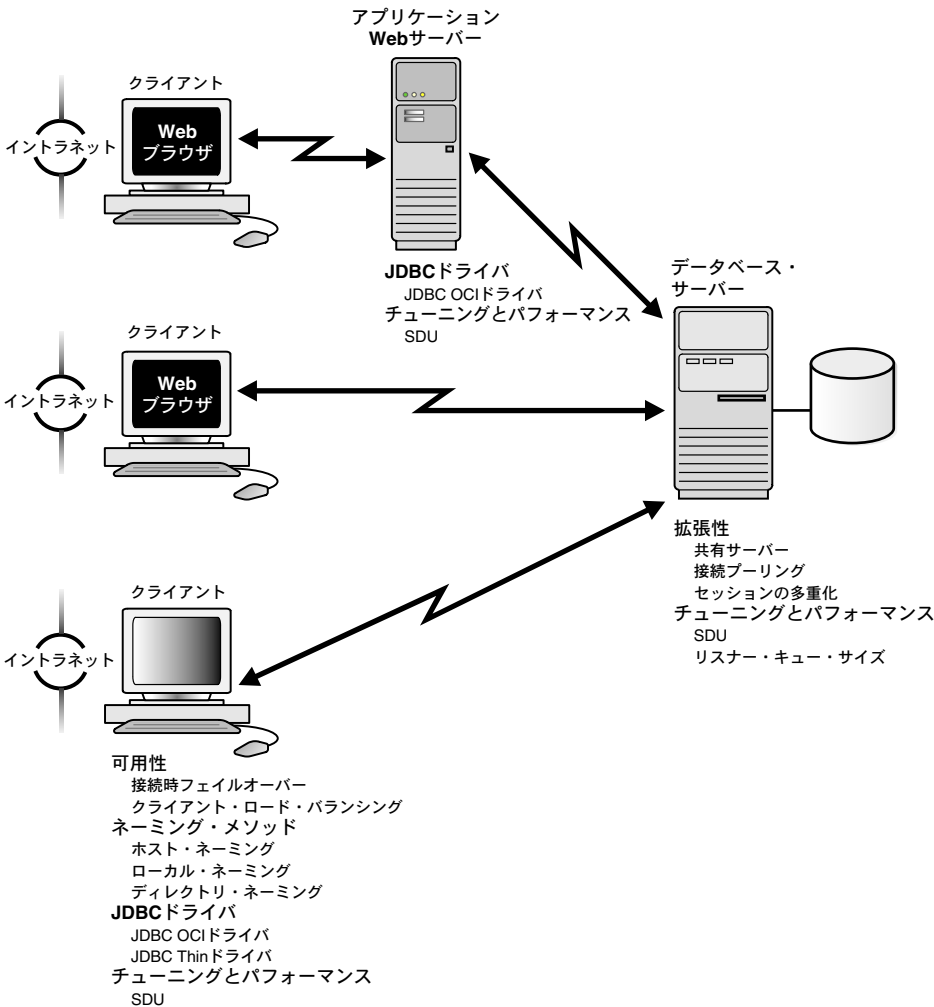 アプリケーション
Webサーバー
クライアント
イントラネット
Web
ブラウザ
JDBCドライバ
JDBC OCIドライバ
チューニングとパフォーマンス
SDU
データベース・
サーバー
クライアント
イントラネット
Web
ブラウザ
拡張性
共有サーバー
接続プーリング
セッションの多重化
チューニングとパフォーマンス
SDU
リスナー・キュー・サイズ
クライアント
イントラネット
可用性
接続時フェイルオーバー
クライアント・ロード・バランシング
ネーミング・メソッド
ホスト・ネーミング
ローカル・ネーミング
ディレクトリ・ネーミング
JDBCドライバ
JDBC OCIドライバ
JDBC Thinドライバ
チューニングとパフォーマンス
SDU